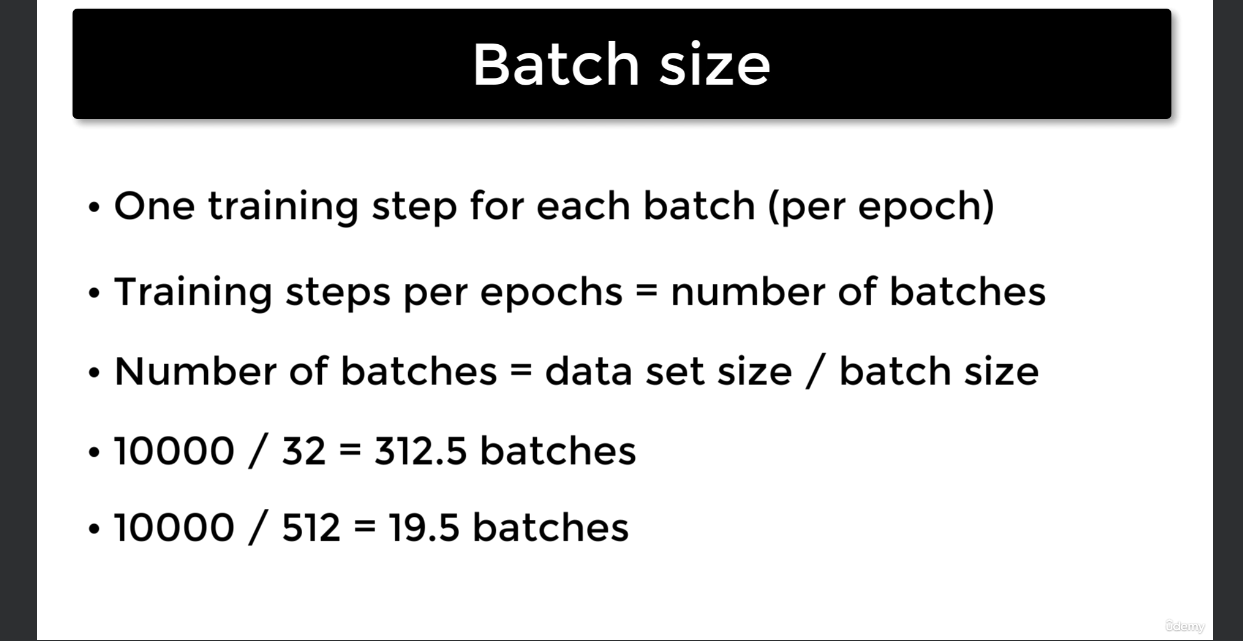 Batch size
• One training step for each batch (per epoch)
• Training steps per epochs = number of batches
• Number of batches = data set size / batch size
• 10000 / 32 = 312.5 batches
• 10000 / 512 = 19.5 batches
ûdemy